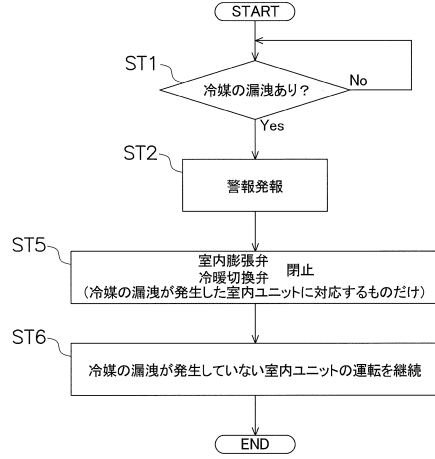 START
ST1
冷媒の漏洩あり？
No
Yes
ST2
警報発報
ST5
室内膨張弁
冷暖切換弁 閉止
（冷媒の漏洩が発生した室内ユニットに対応するものだけ）
ST6
冷媒の漏洩が発生していない室内ユニットの運転を継続
END